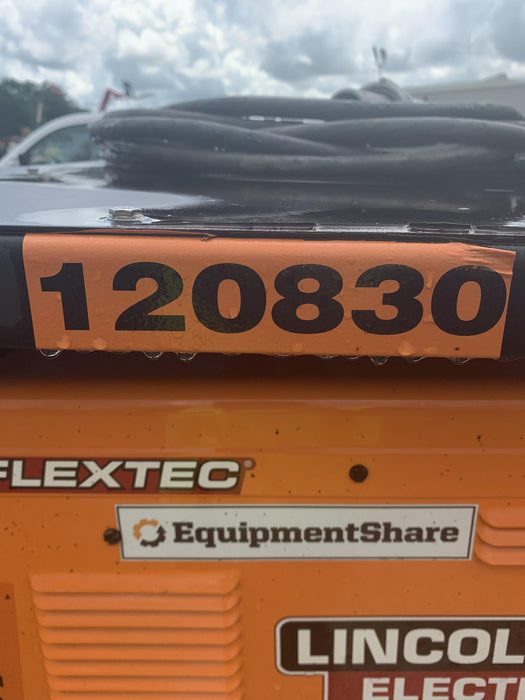 120830
FLEXTEC®
EquipmentShare
LINCOL
ELECT